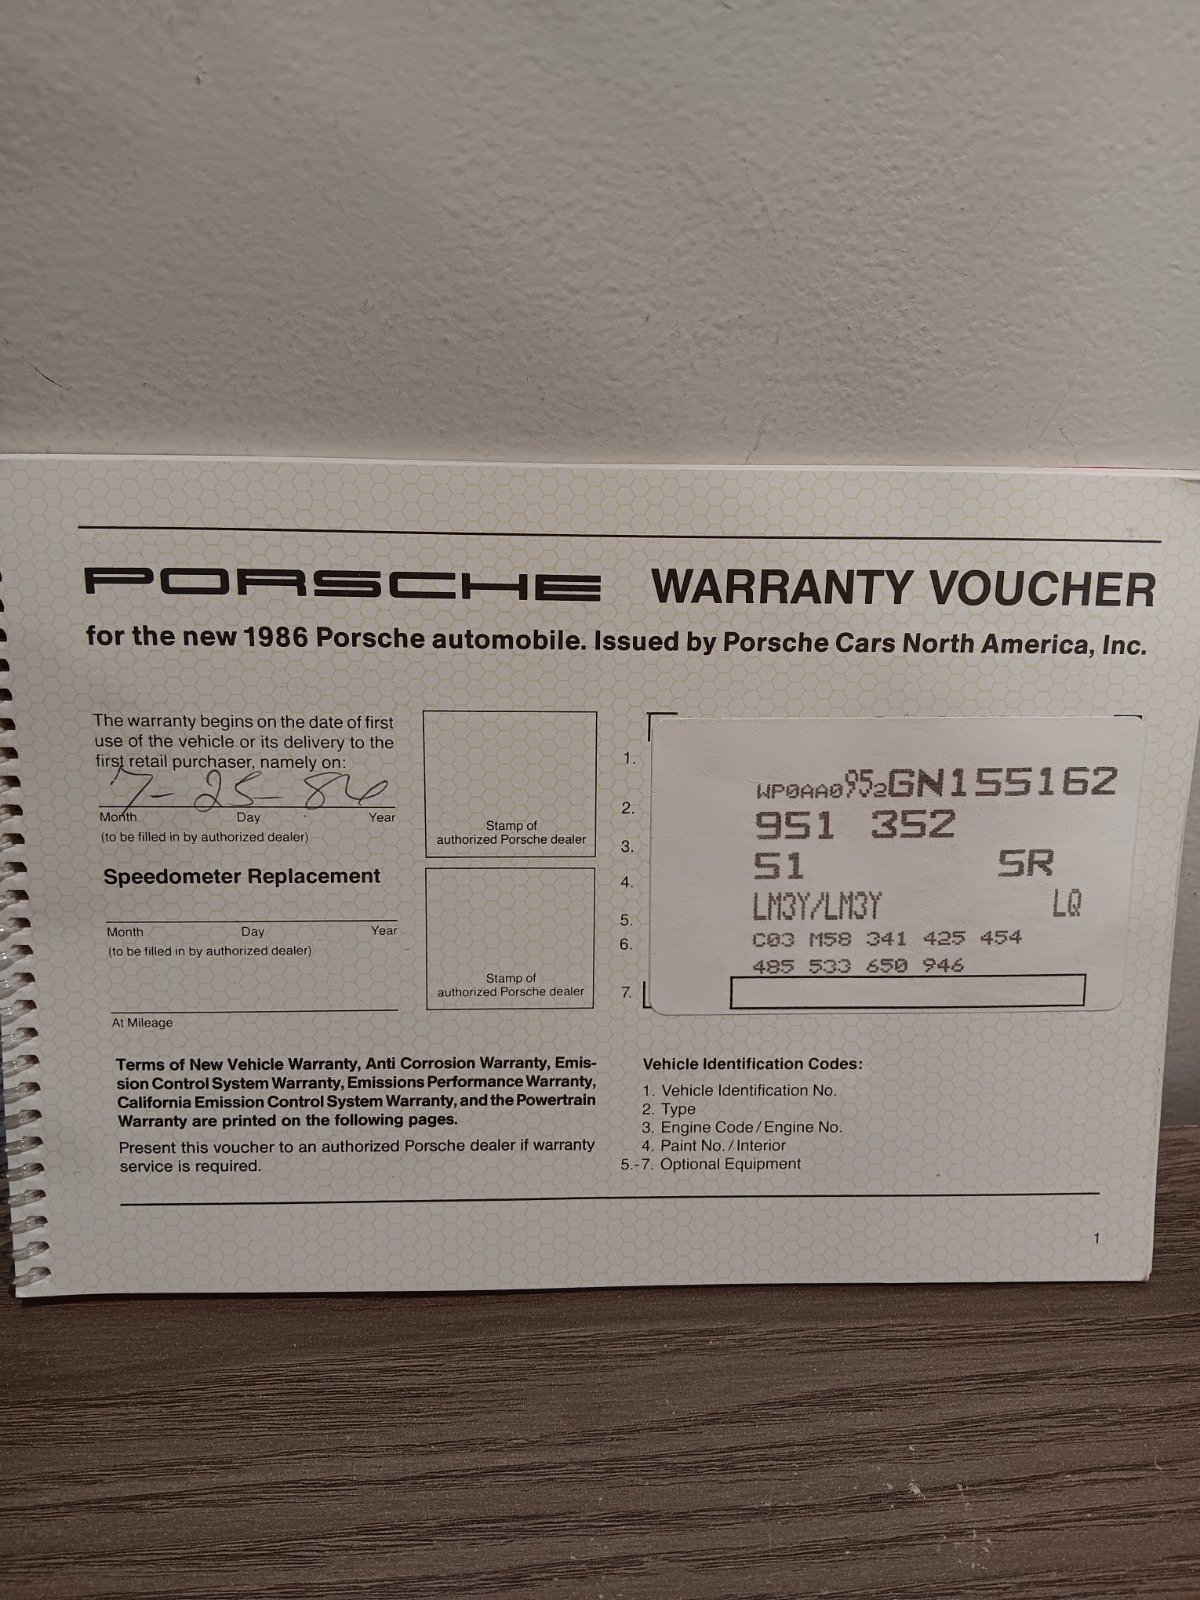 PORSCHE WARRANTY VOUCHER
for the new 1986 Porsche automobile. Issued by Porsche Cars North America, Inc.
The warranty begins on the date of first
use of the vehicle or its delivery to the
first retail purchaser, namely on:
7-25-86
Month Day Year
(to be filled in by authorized dealer)
Speedometer Replacement
Month Day Year
(to be filled in by authorized dealer)
At Mileage
Stamp of
authorized Porsche dealer
Stamp of
authorized Porsche dealer
1.
2.
3.
4.
5.
6.
7.
WP0AA0952GN155162
951 352
S1 SR
LM3Y/LM3Y LQ
C03 M58 341 425 454
485 533 650 946
Terms of New Vehicle Warranty, Anti Corrosion Warranty, Emis-
sion Control System Warranty, Emissions Performance Warranty,
California Emission Control System Warranty, and the Powertrain
Warranty are printed on the following pages.
Present this voucher to an authorized Porsche dealer if warranty
service is required.
Vehicle Identification Codes:
1. Vehicle Identification No.
2. Type
3. Engine Code/Engine No.
4. Paint No./Interior
5.-7. Optional Equipment
1